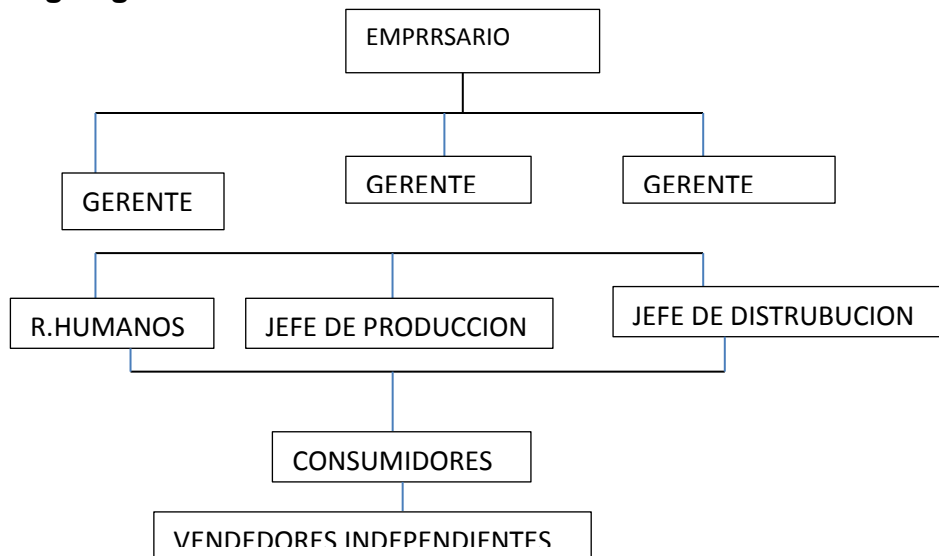 EMPRRSARIO
GERENTE
GERENTE
GERENTE
R.HUMANOS
JEFE DE PRODUCCION
JEFE DE DISTRUBUCION
CONSUMIDORES
VENDEDORES INDEPENDIENTES